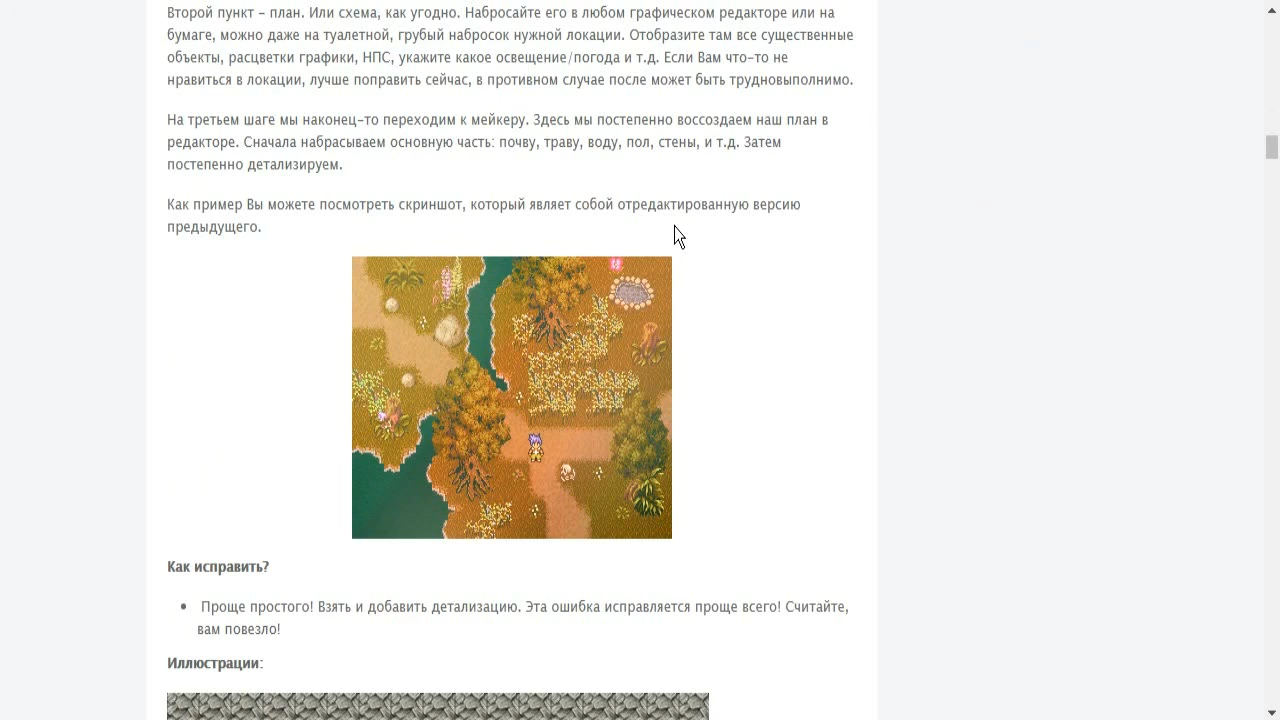 Второй пункт – план. Или схема, как угодно. Набросайте его в любом графическом редакторе или на
бумаге, можно даже на туалетной, грубый набросок нужной локации. Отобразите там все существенные
объекты, расцветки графики, НПС, укажите какое освещение/погода и т.д. Если Вам что-то не
нравиться в локации, лучше поправить сейчас, в противном случае после может быть трудновыполнимо.
На третьем шаге мы наконец-то переходим к мейкеру. Здесь мы постепенно воссоздаем наш план в
редакторе. Сначала набрасываем основную часть: почву, траву, воду, пол, стены, и т.д. Затем
постепенно детализируем.
Как пример Вы можете посмотреть скриншот, который являет собой отредактированную версию
предыдущего.
Как исправить?
• Проще простого! Взять и добавить детализацию. Эта ошибка исправляется проще всего! Считайте,
вам повезло!
Иллюстрации: